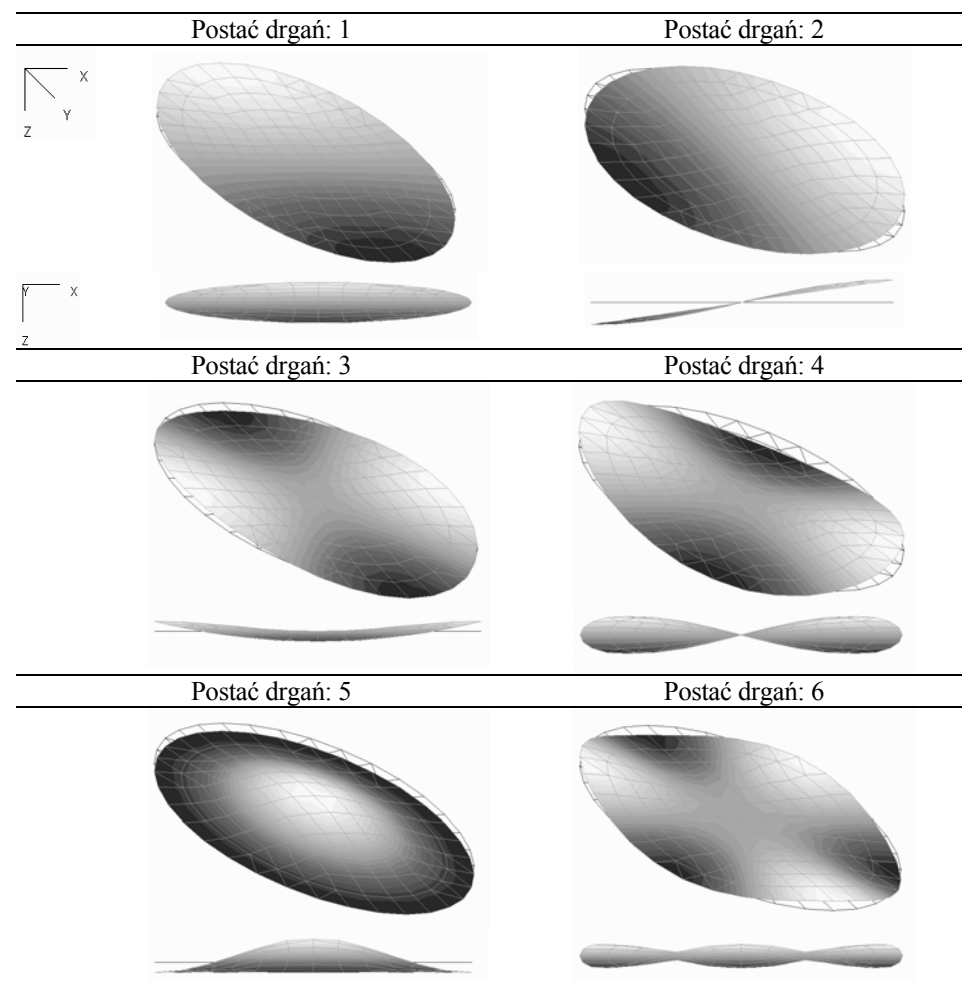 Postać drgań: 1
Postać drgań: 2
X
Y
Z
Y
X
Z
Postać drgań: 3
Postać drgań: 4
Postać drgań: 5
Postać drgań: 6